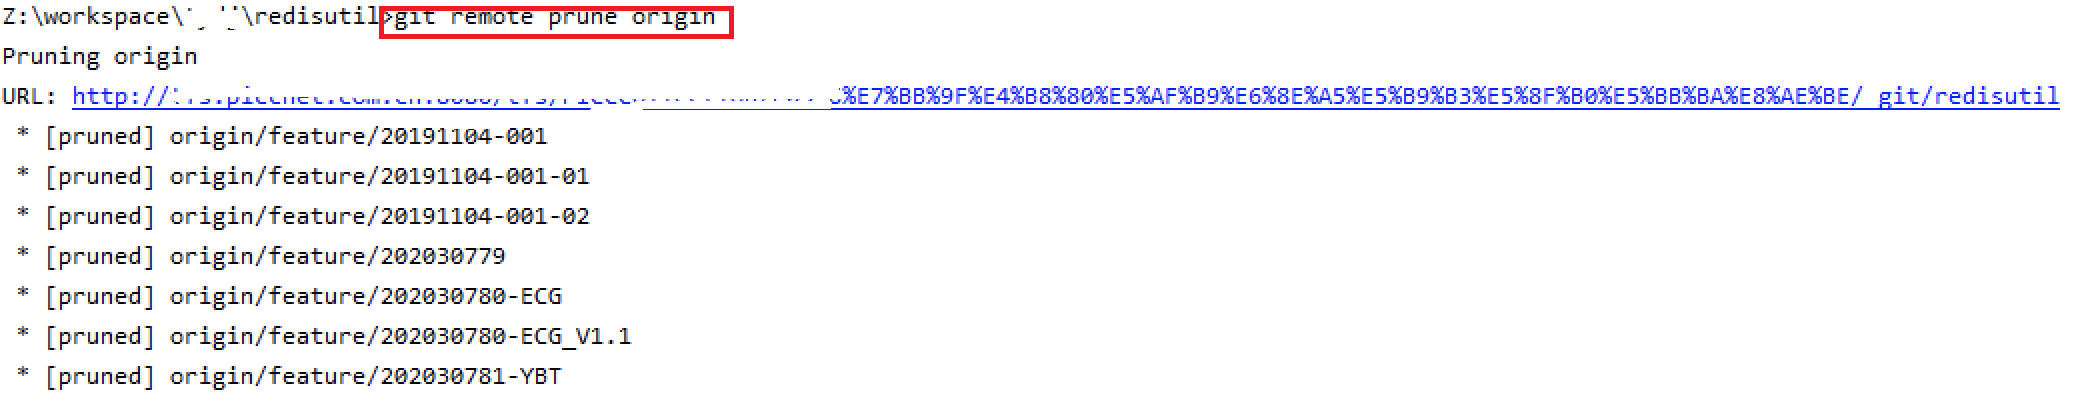 Z:\workspace\ \redisutil>git remote prune origin
Pruning origin
URL: http:// %E7%BB%9F%E4%B8%80%E5%AF%B9%E6%8E%A5%E5%B9%B3%E5%8F%B0%E5%BB%BA%E8%AE%BE/_git/redisutil
* [pruned] origin/feature/20191104-001
* [pruned] origin/feature/20191104-001-01
* [pruned] origin/feature/20191104-001-02
* [pruned] origin/feature/202030779
* [pruned] origin/feature/202030780-ECG
* [pruned] origin/feature/202030780-ECG_V1.1
* [pruned] origin/feature/202030781-YBT